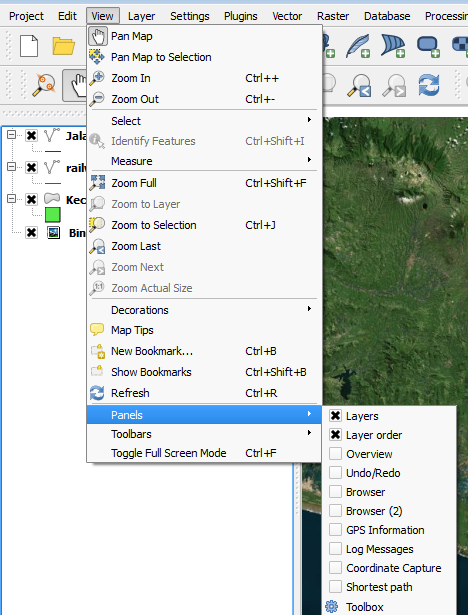 Project Edit View Layer Settings Plugins Vector Raster Database
Pan Map
Pan Map to Selection
Zoom In Ctrl++
Zoom Out Ctrl+-
Select
Identify Features Ctrl+Shift+I
Measure
Zoom Full Ctrl+Shift+F
Zoom to Layer
Zoom to Selection Ctrl+J
Zoom Last
Zoom Next
Zoom Actual Size
Decorations
Map Tips
New Bookmark... Ctrl+B
Show Bookmarks Ctrl+Shift+B
Refresh Ctrl+R
Panels
Toolbars
Toggle Full Screen Mode Ctrl+F
Jala
railw
Kec
Bin
Layers
Layer order
Overview
Undo/Redo
Browser
Browser (2)
GPS Information
Log Messages
Coordinate Capture
Shortest path
Toolbox